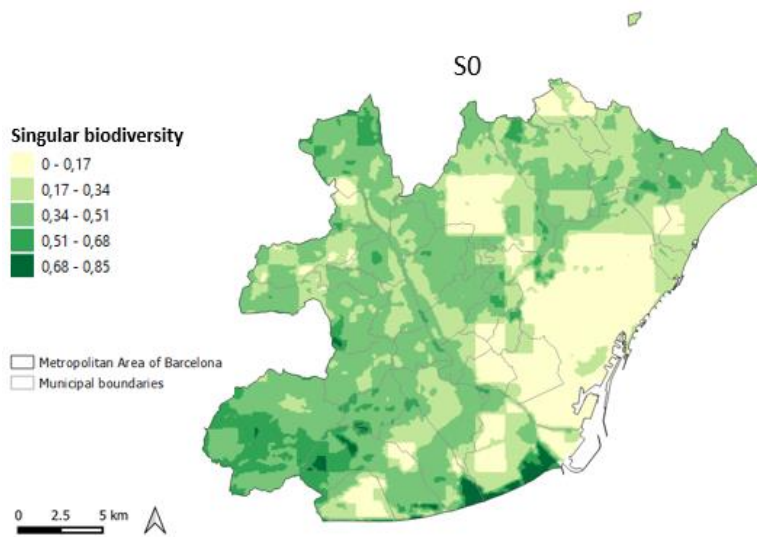 S0
Singular biodiversity
0 - 0,17
0,17 - 0,34
0,34 - 0,51
0,51 - 0,68
0,68 - 0,85
Metropolitan Area of Barcelona
Municipal boundaries
0 2.5 5 km